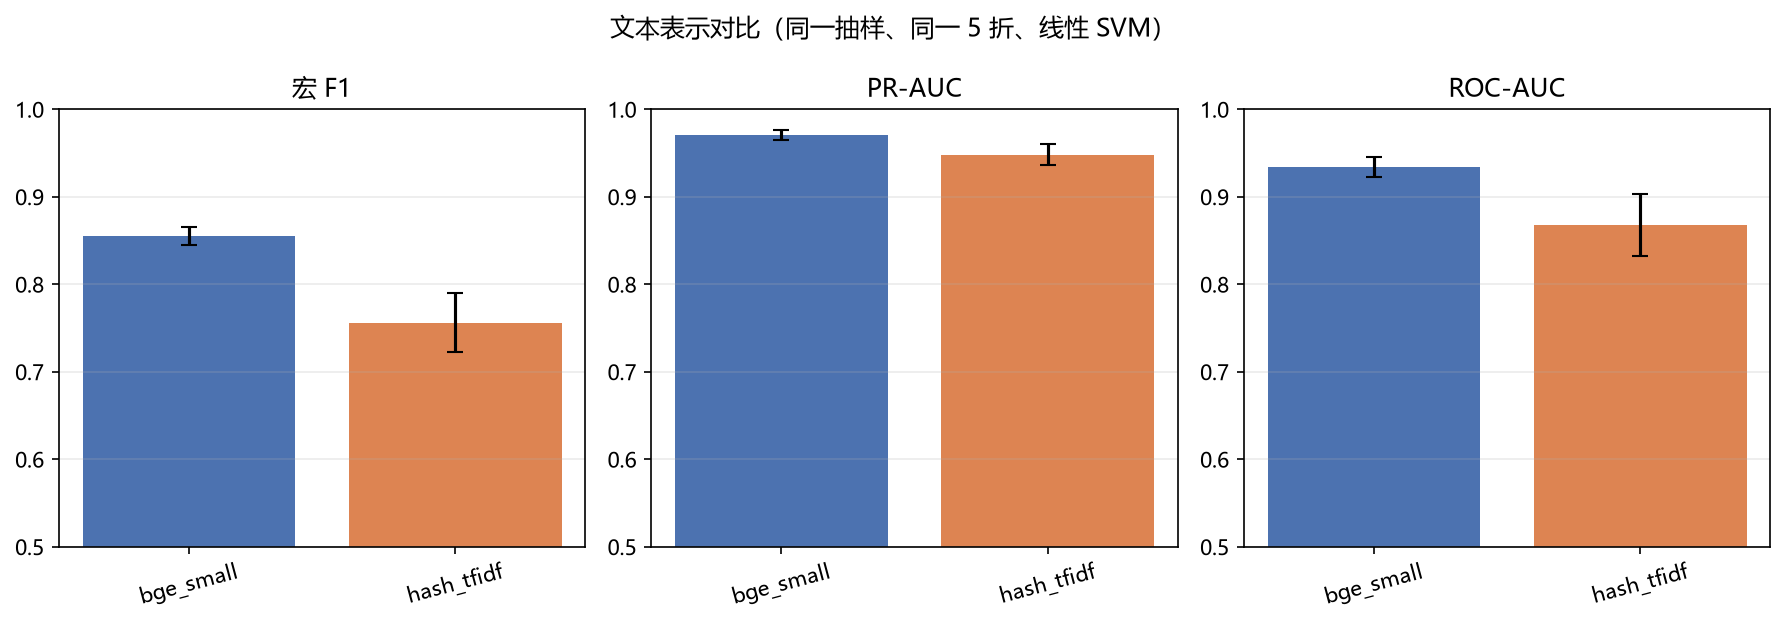 文本表示对比（同一抽样、同一 5 折、线性 SVM）
宏 F1
1.0
0.9
0.8
0.7
0.6
0.5
bge_small
hash_tfidf
PR-AUC
1.0
0.9
0.8
0.7
0.6
0.5
bge_small
hash_tfidf
ROC-AUC
1.0
0.9
0.8
0.7
0.6
0.5
bge_small
hash_tfidf